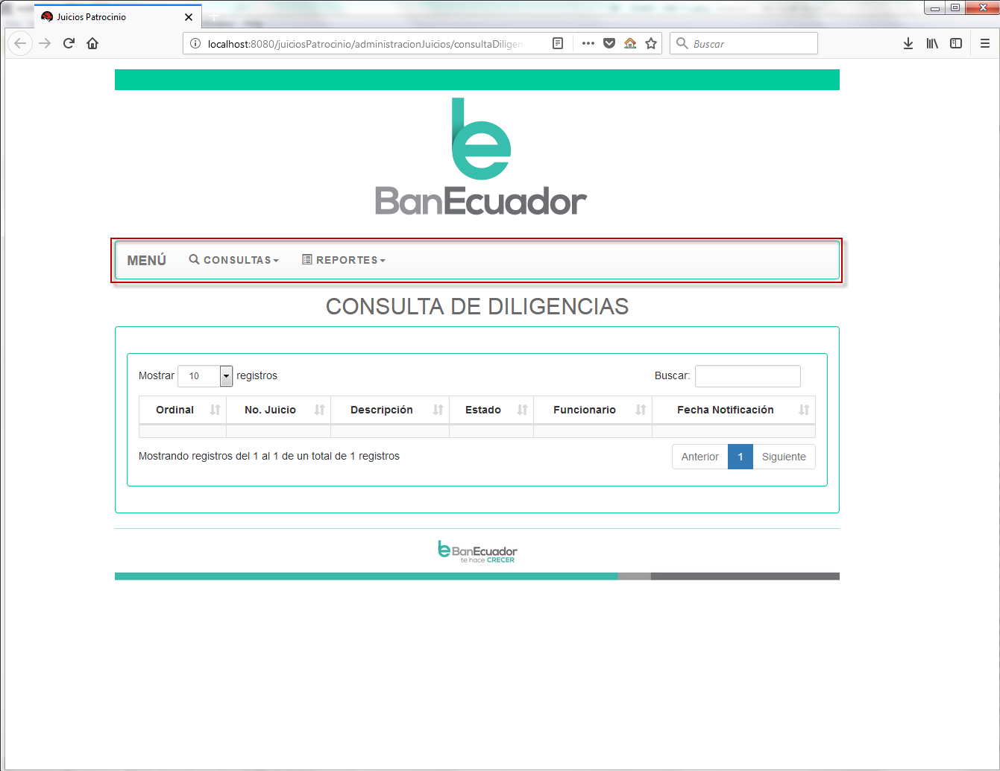 Juicios Patrocinio
localhost:8080/juiciosPatrocinio/administracionJuicios/consultaDiligen
Buscar
BanEcuador
MENÚ CONSULTAS REPORTES
CONSULTA DE DILIGENCIAS
Mostrar 10 registros Buscar:
Ordinal No. Juicio Descripción Estado Funcionario Fecha Notificación
Mostrando registros del 1 al 1 de un total de 1 registros Anterior 1 Siguiente
BanEcuador
te hace CRECER